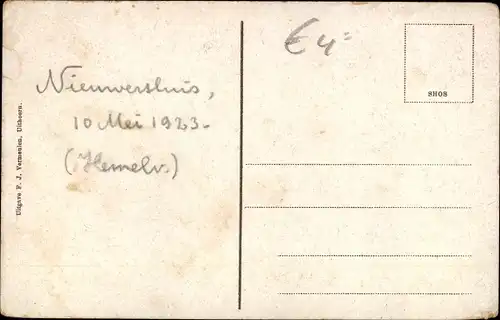 Nieuwersluis,
10 Mei 1923.
(Hemelv.)
Uitgave F. J. Vermeulen, Uithoorn.
€ 4=
SHOS